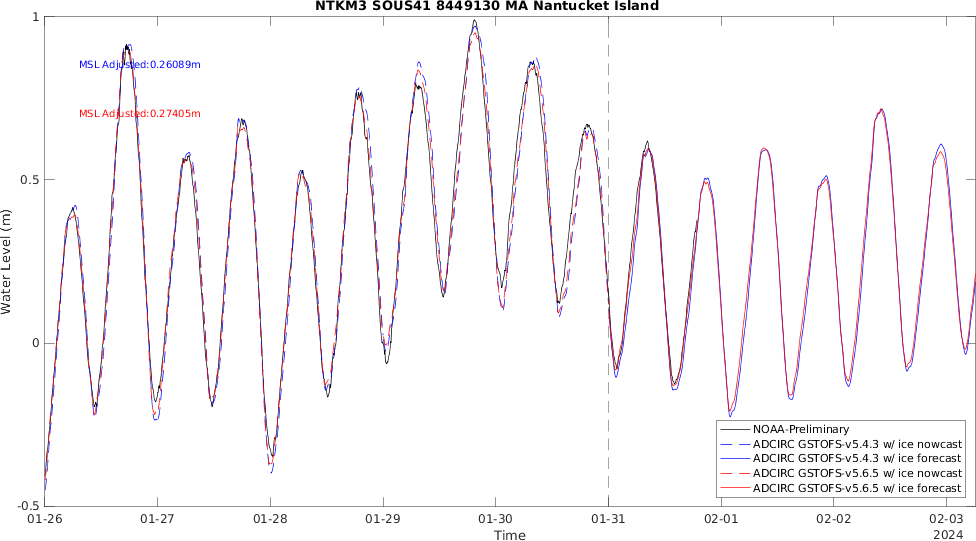 NTKM3 SOUS41 8449130 MA Nantucket Island
1
MSL Adjusted:0.26089m
MSL Adjusted:0.27405m
0.5
Water Level (m)
0
-0.5
NOAA-Preliminary
ADCIRC GSTOFS-v5.4.3 w/ ice nowcast
ADCIRC GSTOFS-v5.4.3 w/ ice forecast
ADCIRC GSTOFS-v5.6.5 w/ ice nowcast
ADCIRC GSTOFS-v5.6.5 w/ ice forecast
01-26 01-27 01-28 01-29 01-30 01-31 02-01 02-02 02-03
Time 2024